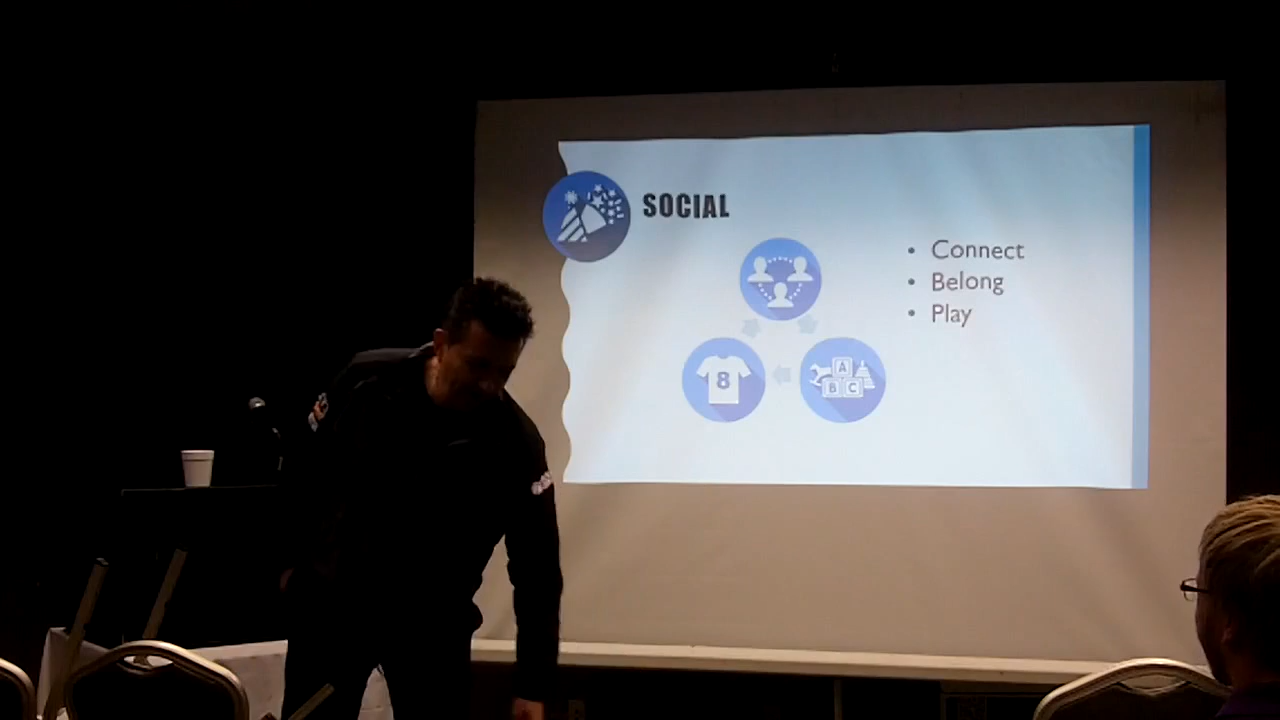 SOCIAL
• Connect
• Belong
• Play
8
A
B C